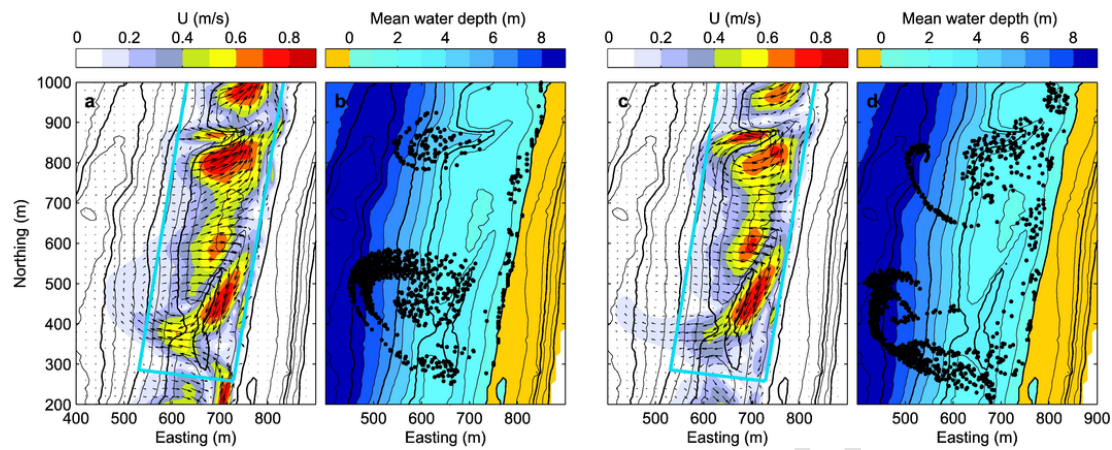 U (m/s) Mean water depth (m) U (m/s) Mean water depth (m)
0 0.2 0.4 0.6 0.8 0 2 4 6 8 0 0.2 0.4 0.6 0.8 0 2 4 6 8
1000 a b c d
900
800
700
600
500
400
300
200
Northing (m)
400 500 600 700 800 500 600 700 800 500 600 700 800 500 600 700 800 900
Easting (m) Easting (m) Easting (m) Easting (m)